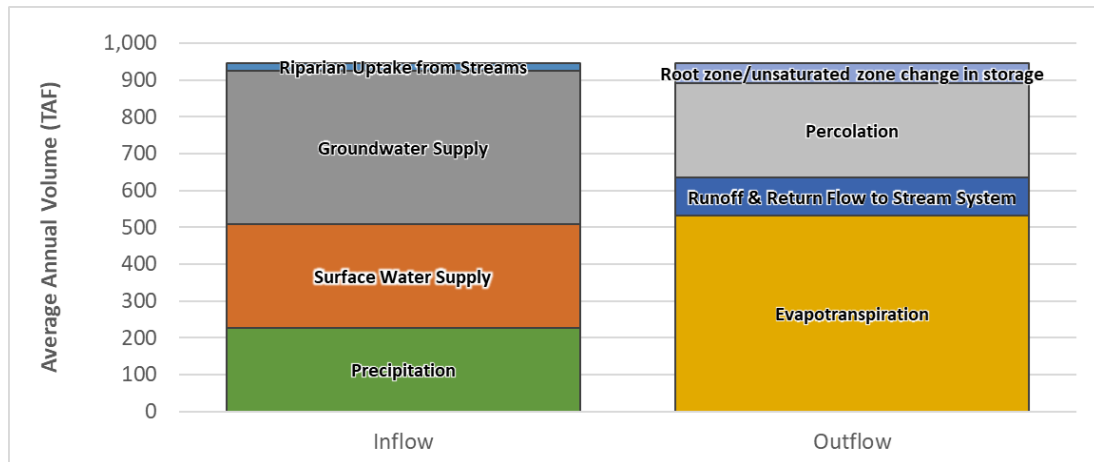 Average Annual Volume (TAF)
1,000
900
800
700
600
500
400
300
200
100
0
Riparian Uptake from Streams
Groundwater Supply
Surface Water Supply
Precipitation
Root zone/unsaturated zone change in storage
Percolation
Runoff & Return Flow to Stream System
Evapotranspiration
Inflow
Outflow